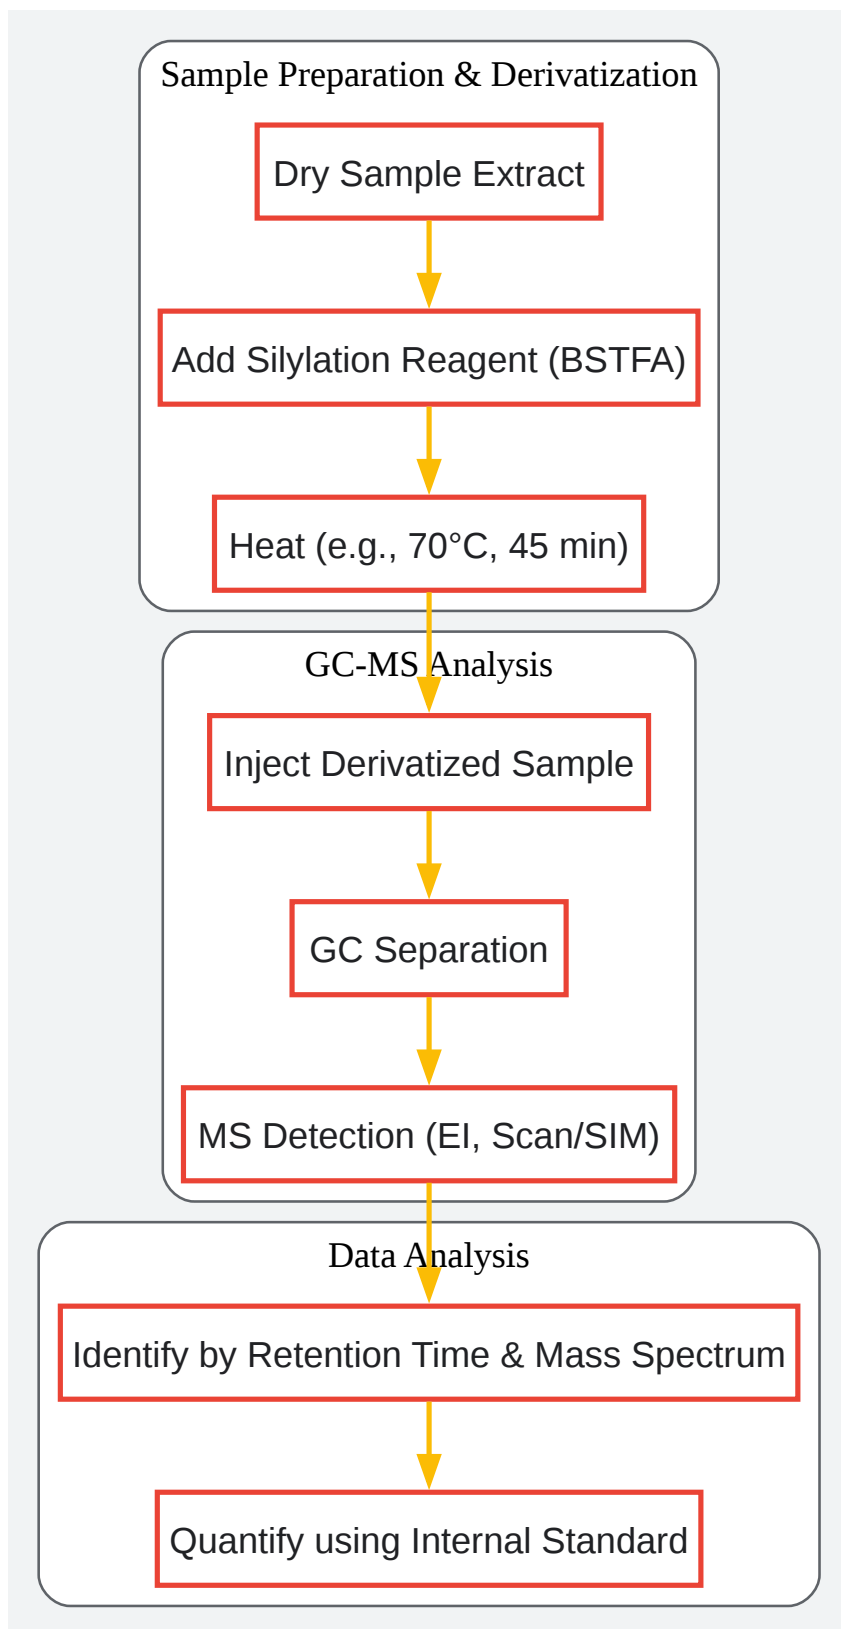 Sample Preparation & Derivatization
Dry Sample Extract
Add Silylation Reagent (BSTFA)
Heat (e.g., 70°C, 45 min)
GC-MS Analysis
Inject Derivatized Sample
GC Separation
MS Detection (EI, Scan/SIM)
Data Analysis
Identify by Retention Time & Mass Spectrum
Quantify using Internal Standard